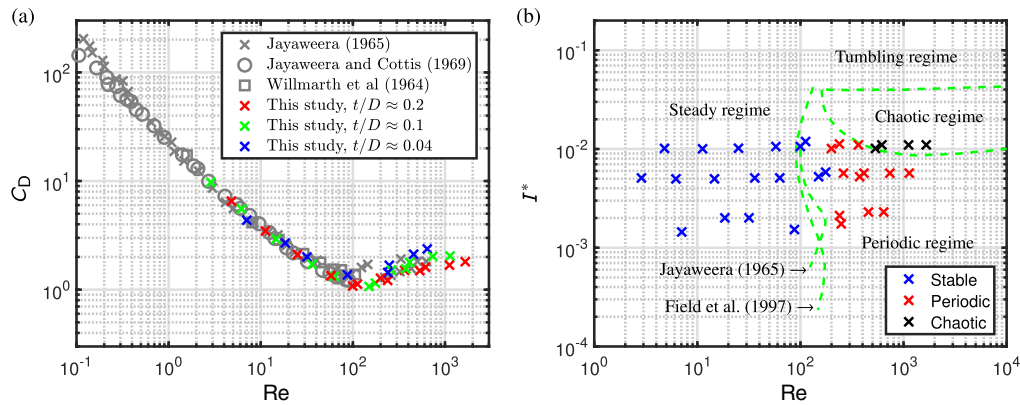 (a)
C_D
10^2
10^1
10^0
10^-1
10^0
10^1
10^2
10^3
Re
× Jayaweera (1965)
○ Jayaweera and Cottis (1969)
□ Willmarth et al (1964)
× This study, t/D ≈ 0.2
× This study, t/D ≈ 0.1
× This study, t/D ≈ 0.04
(b)
I*
10^-1
10^-2
10^-3
10^-4
10^0
10^1
10^2
10^3
10^4
Re
Tumbling regime
Steady regime
Chaotic regime
Periodic regime
Jayaweera (1965) →
Field et al. (1997) →
× Stable
× Periodic
× Chaotic